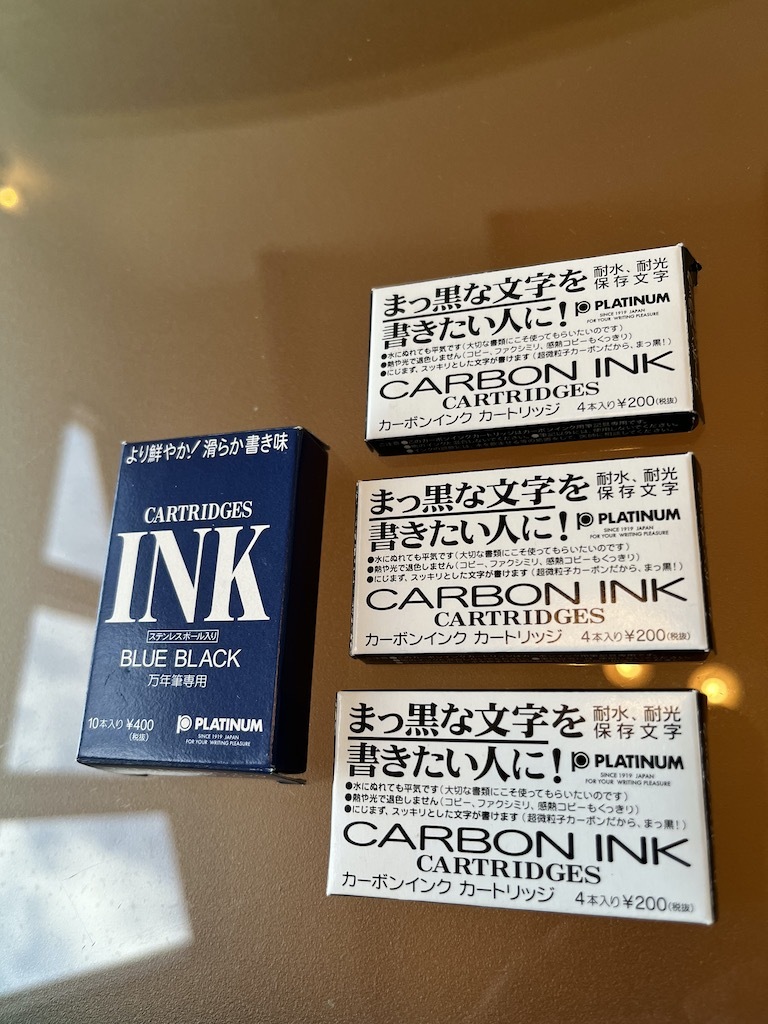 より鮮やか！滑らか書き味
CARTRIDGES
INK
ステンレスボール入り
BLUE BLACK
万年筆専用
10本入り ¥400
(税抜)
PLATINUM
SINCE 1919 JAPAN
FOR YOUR WRITING PLEASURE
まっ黒な文字を
書きたい人に！
耐水、耐光
保存文字
PLATINUM
SINCE 1919 JAPAN
FOR YOUR WRITING PLEASURE
●水にぬれても平気です(大切な書類にこそ使ってもらいたいのです)
●熱や光で退色しません(コピー、ファクシミリ、感熱コピーもくっきり)
●にじまず、スッキリとした文字が書けます(超微粒子カーボンだから、まっ黒！)
CARBON INK
CARTRIDGES
カーボンインク カートリッジ 4本入り¥200(税抜)
まっ黒な文字を
書きたい人に！
耐水、耐光
保存文字
PLATINUM
SINCE 1919 JAPAN
FOR YOUR WRITING PLEASURE
●水にぬれても平気です(大切な書類にこそ使ってもらいたいのです)
●熱や光で退色しません(コピー、ファクシミリ、感熱コピーもくっきり)
●にじまず、スッキリとした文字が書けます(超微粒子カーボンだから、まっ黒！)
CARBON INK
CARTRIDGES
カーボンインク カートリッジ 4本入り¥200(税抜)
まっ黒な文字を
書きたい人に！
耐水、耐光
保存文字
PLATINUM
SINCE 1919 JAPAN
FOR YOUR WRITING PLEASURE
●水にぬれても平気です(大切な書類にこそ使ってもらいたいのです)
●熱や光で退色しません(コピー、ファクシミリ、感熱コピーもくっきり)
●にじまず、スッキリとした文字が書けます(超微粒子カーボンだから、まっ黒！)
CARBON INK
CARTRIDGES
カーボンインク カートリッジ 4本入り¥200(税抜)